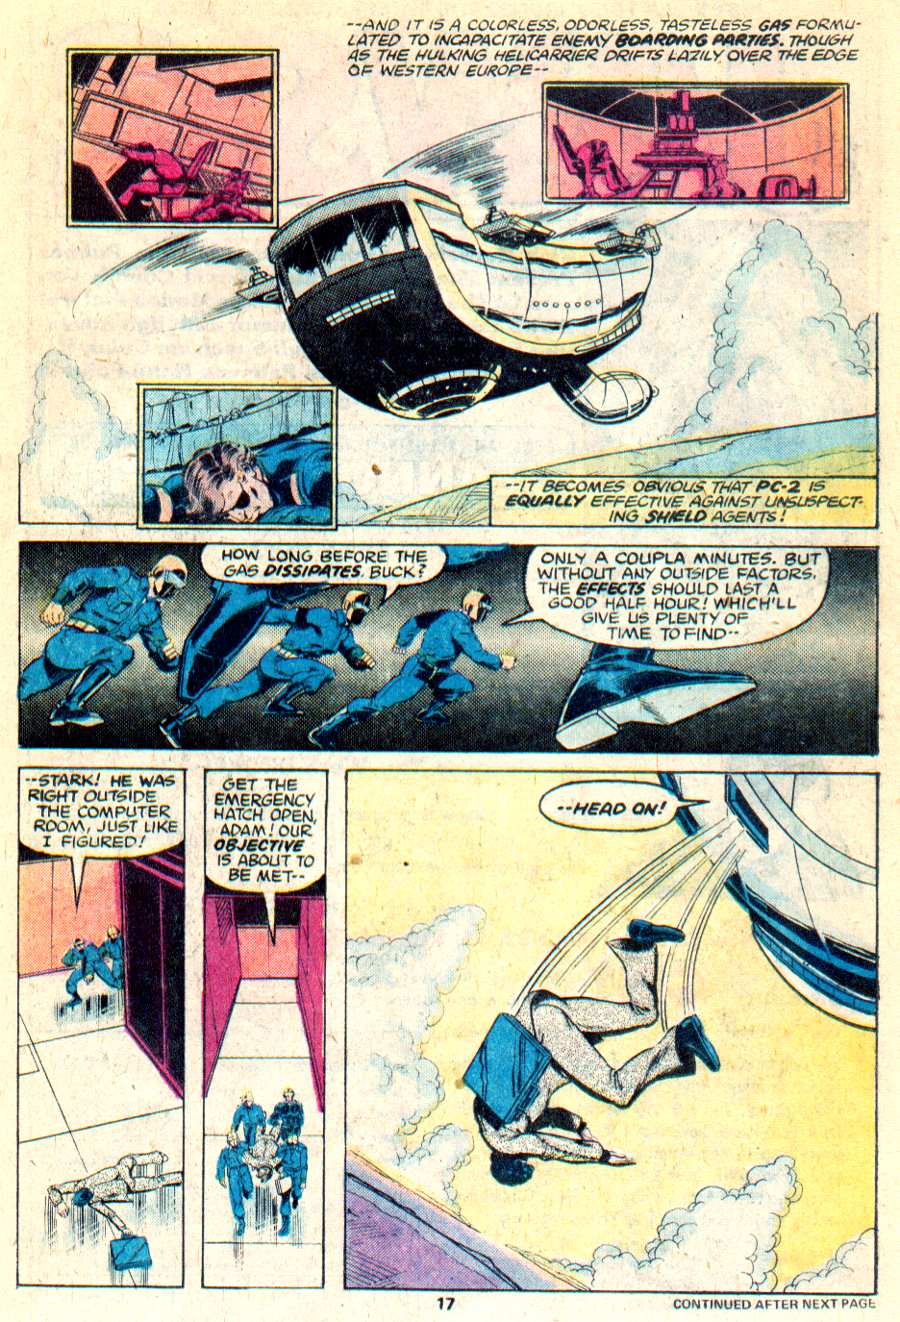 --AND IT IS A COLORLESS, ODORLESS, TASTELESS GAS FORMU-
LATED TO INCAPACITATE ENEMY BOARDING PARTIES. THOUGH
AS THE HULKING HELICARRIER DRIFTS LAZILY OVER THE EDGE
OF WESTERN EUROPE--
--IT BECOMES OBVIOUS THAT PC-2 IS
EQUALLY EFFECTIVE AGAINST UNSUSPECT-
ING SHIELD AGENTS!
HOW LONG BEFORE THE
GAS DISSIPATES, BUCK?
ONLY A COUPLA MINUTES. BUT
WITHOUT ANY OUTSIDE FACTORS,
THE EFFECTS SHOULD LAST A
GOOD HALF HOUR! WHICH'LL
GIVE US PLENTY OF
TIME TO FIND--
--STARK! HE WAS
RIGHT OUTSIDE
THE COMPUTER
ROOM, JUST LIKE
I FIGURED!
GET THE
EMERGENCY
HATCH OPEN,
ADAM! OUR
OBJECTIVE
IS ABOUT TO
BE MET--
--HEAD ON!
17
CONTINUED AFTER NEXT PAGE